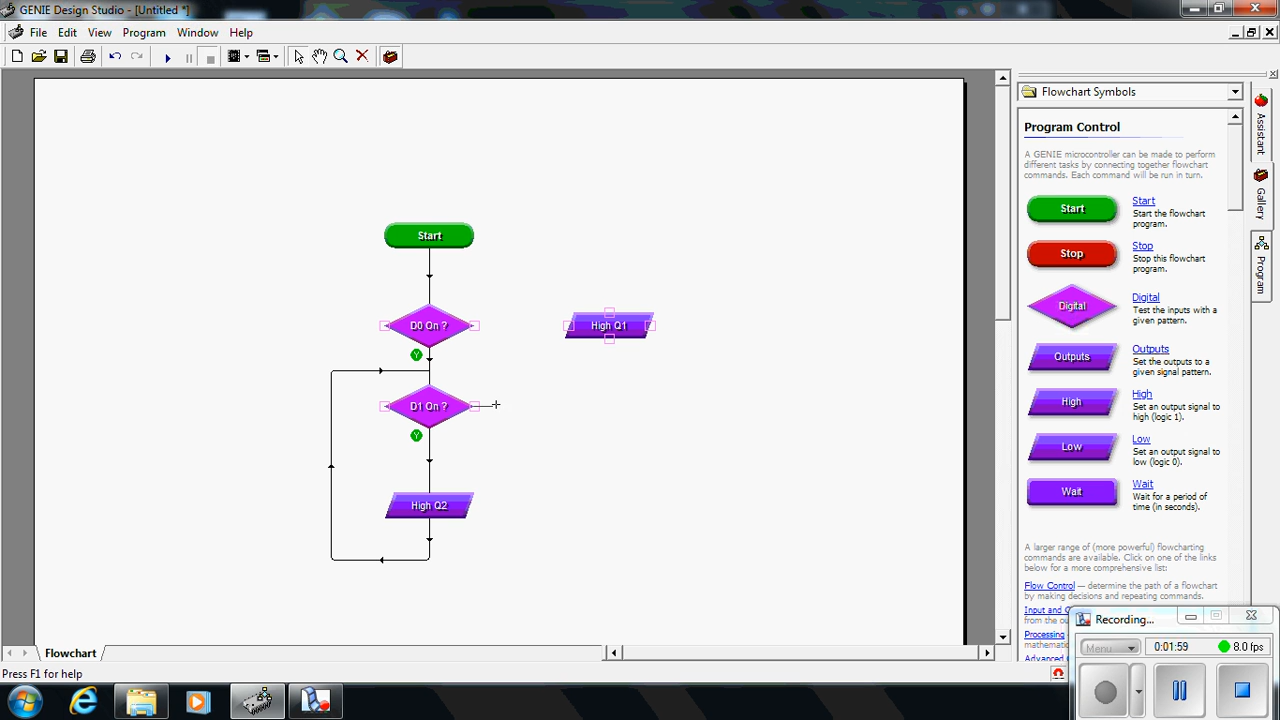 GENIE Design Studio - [Untitled *]
File Edit View Program Window Help
Flowchart Symbols
Program Control
A GENIE microcontroller can be made to perform
different tasks by connecting together flowchart
commands. Each command will be run in turn.
Start
Start
Start the flowchart
program.
Stop
Stop
Stop this flowchart
program.
Digital
Digital
Test the inputs with a
given pattern.
Outputs
Outputs
Set the outputs to a
given signal pattern.
High
High
Set an output signal to
high (logic 1).
Low
Low
Set an output signal to
low (logic 0).
Wait
Wait
Wait for a period of
time (in seconds).
A larger range of (more powerful) flowcharting
commands are available. Click on one of the links
below for a more comprehensive list:
Flow Control — determine the path of a flowchart
by making decisions and repeating commands.
Input and
from the
Processing
Assistant
Gallery
Program
Start
D0 On ?
High Q1
Y
D1 On ?
Y
High Q2
Flowchart
Press F1 for help
Recording...
Menu
0:01:59
8.0 fps